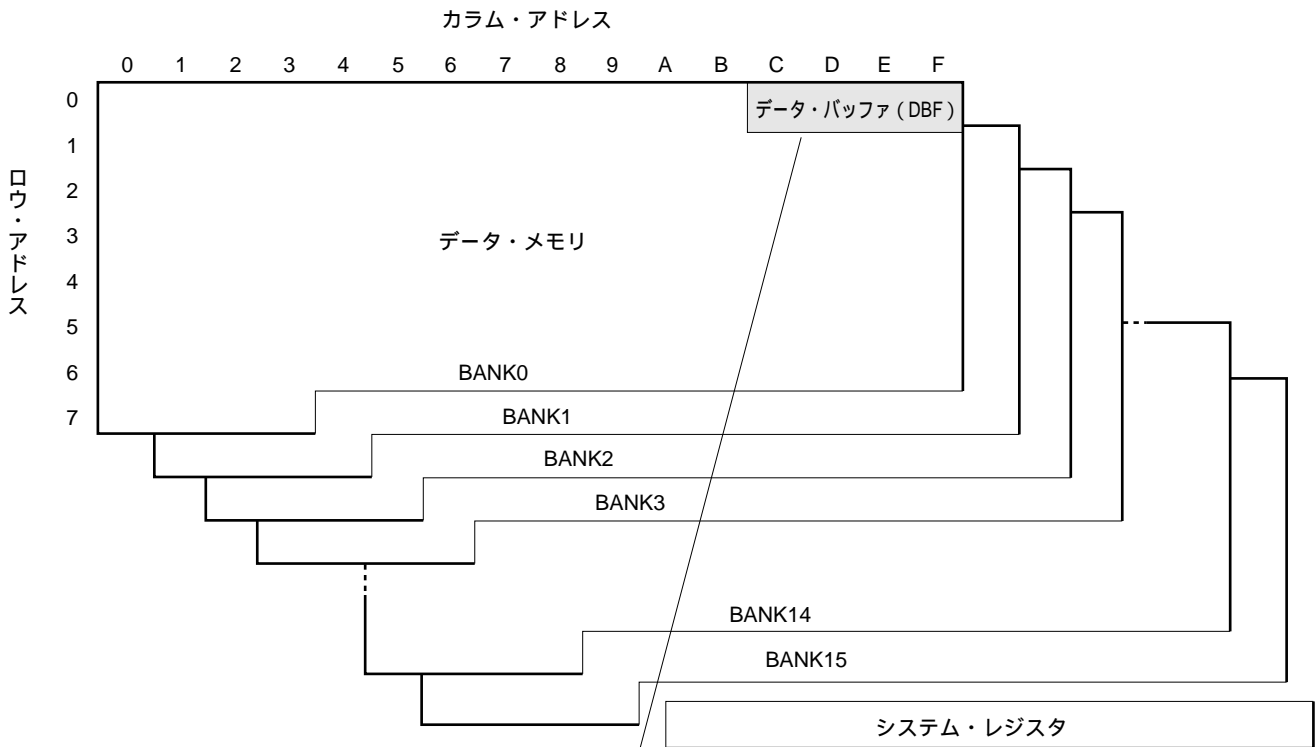 カラム・アドレス
0 1 2 3 4 5 6 7 8 9 A B C D E F
ロウ・アドレス
0
1
2
3
4
5
6
7
データ・バッファ(DBF)
データ・メモリ
BANK0
BANK1
BANK2
BANK3
BANK14
BANK15
システム・レジスタ